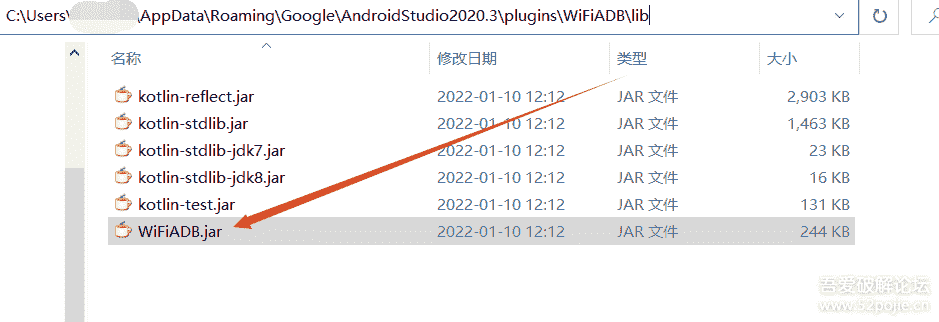 C:\Users\ \AppData\Roaming\Google\AndroidStudio2020.3\plugins\WiFiADB\lib
名称 修改日期 类型 大小
kotlin-reflect.jar 2022-01-10 12:12 JAR 文件 2,903 KB
kotlin-stdlib.jar 2022-01-10 12:12 JAR 文件 1,463 KB
kotlin-stdlib-jdk7.jar 2022-01-10 12:12 JAR 文件 23 KB
kotlin-stdlib-jdk8.jar 2022-01-10 12:12 JAR 文件 16 KB
kotlin-test.jar 2022-01-10 12:12 JAR 文件 131 KB
WiFiADB.jar 2022-01-10 12:12 JAR 文件 244 KB
吾爱破解论坛
www.52pojie.cn